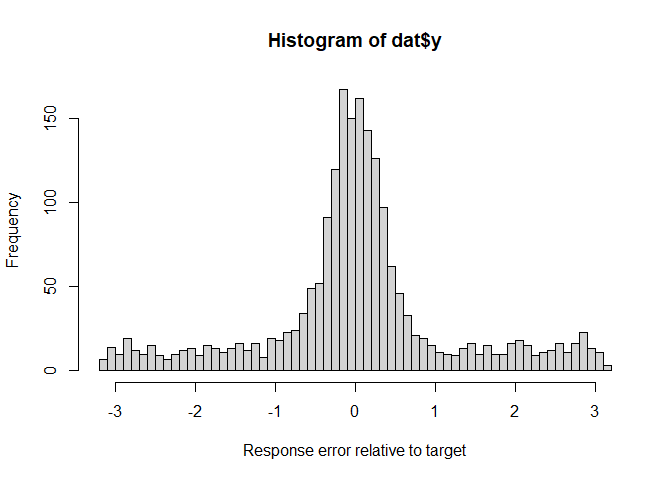 Histogram of dat$y
Frequency
150
100
50
0
-3 -2 -1 0 1 2 3
Response error relative to target